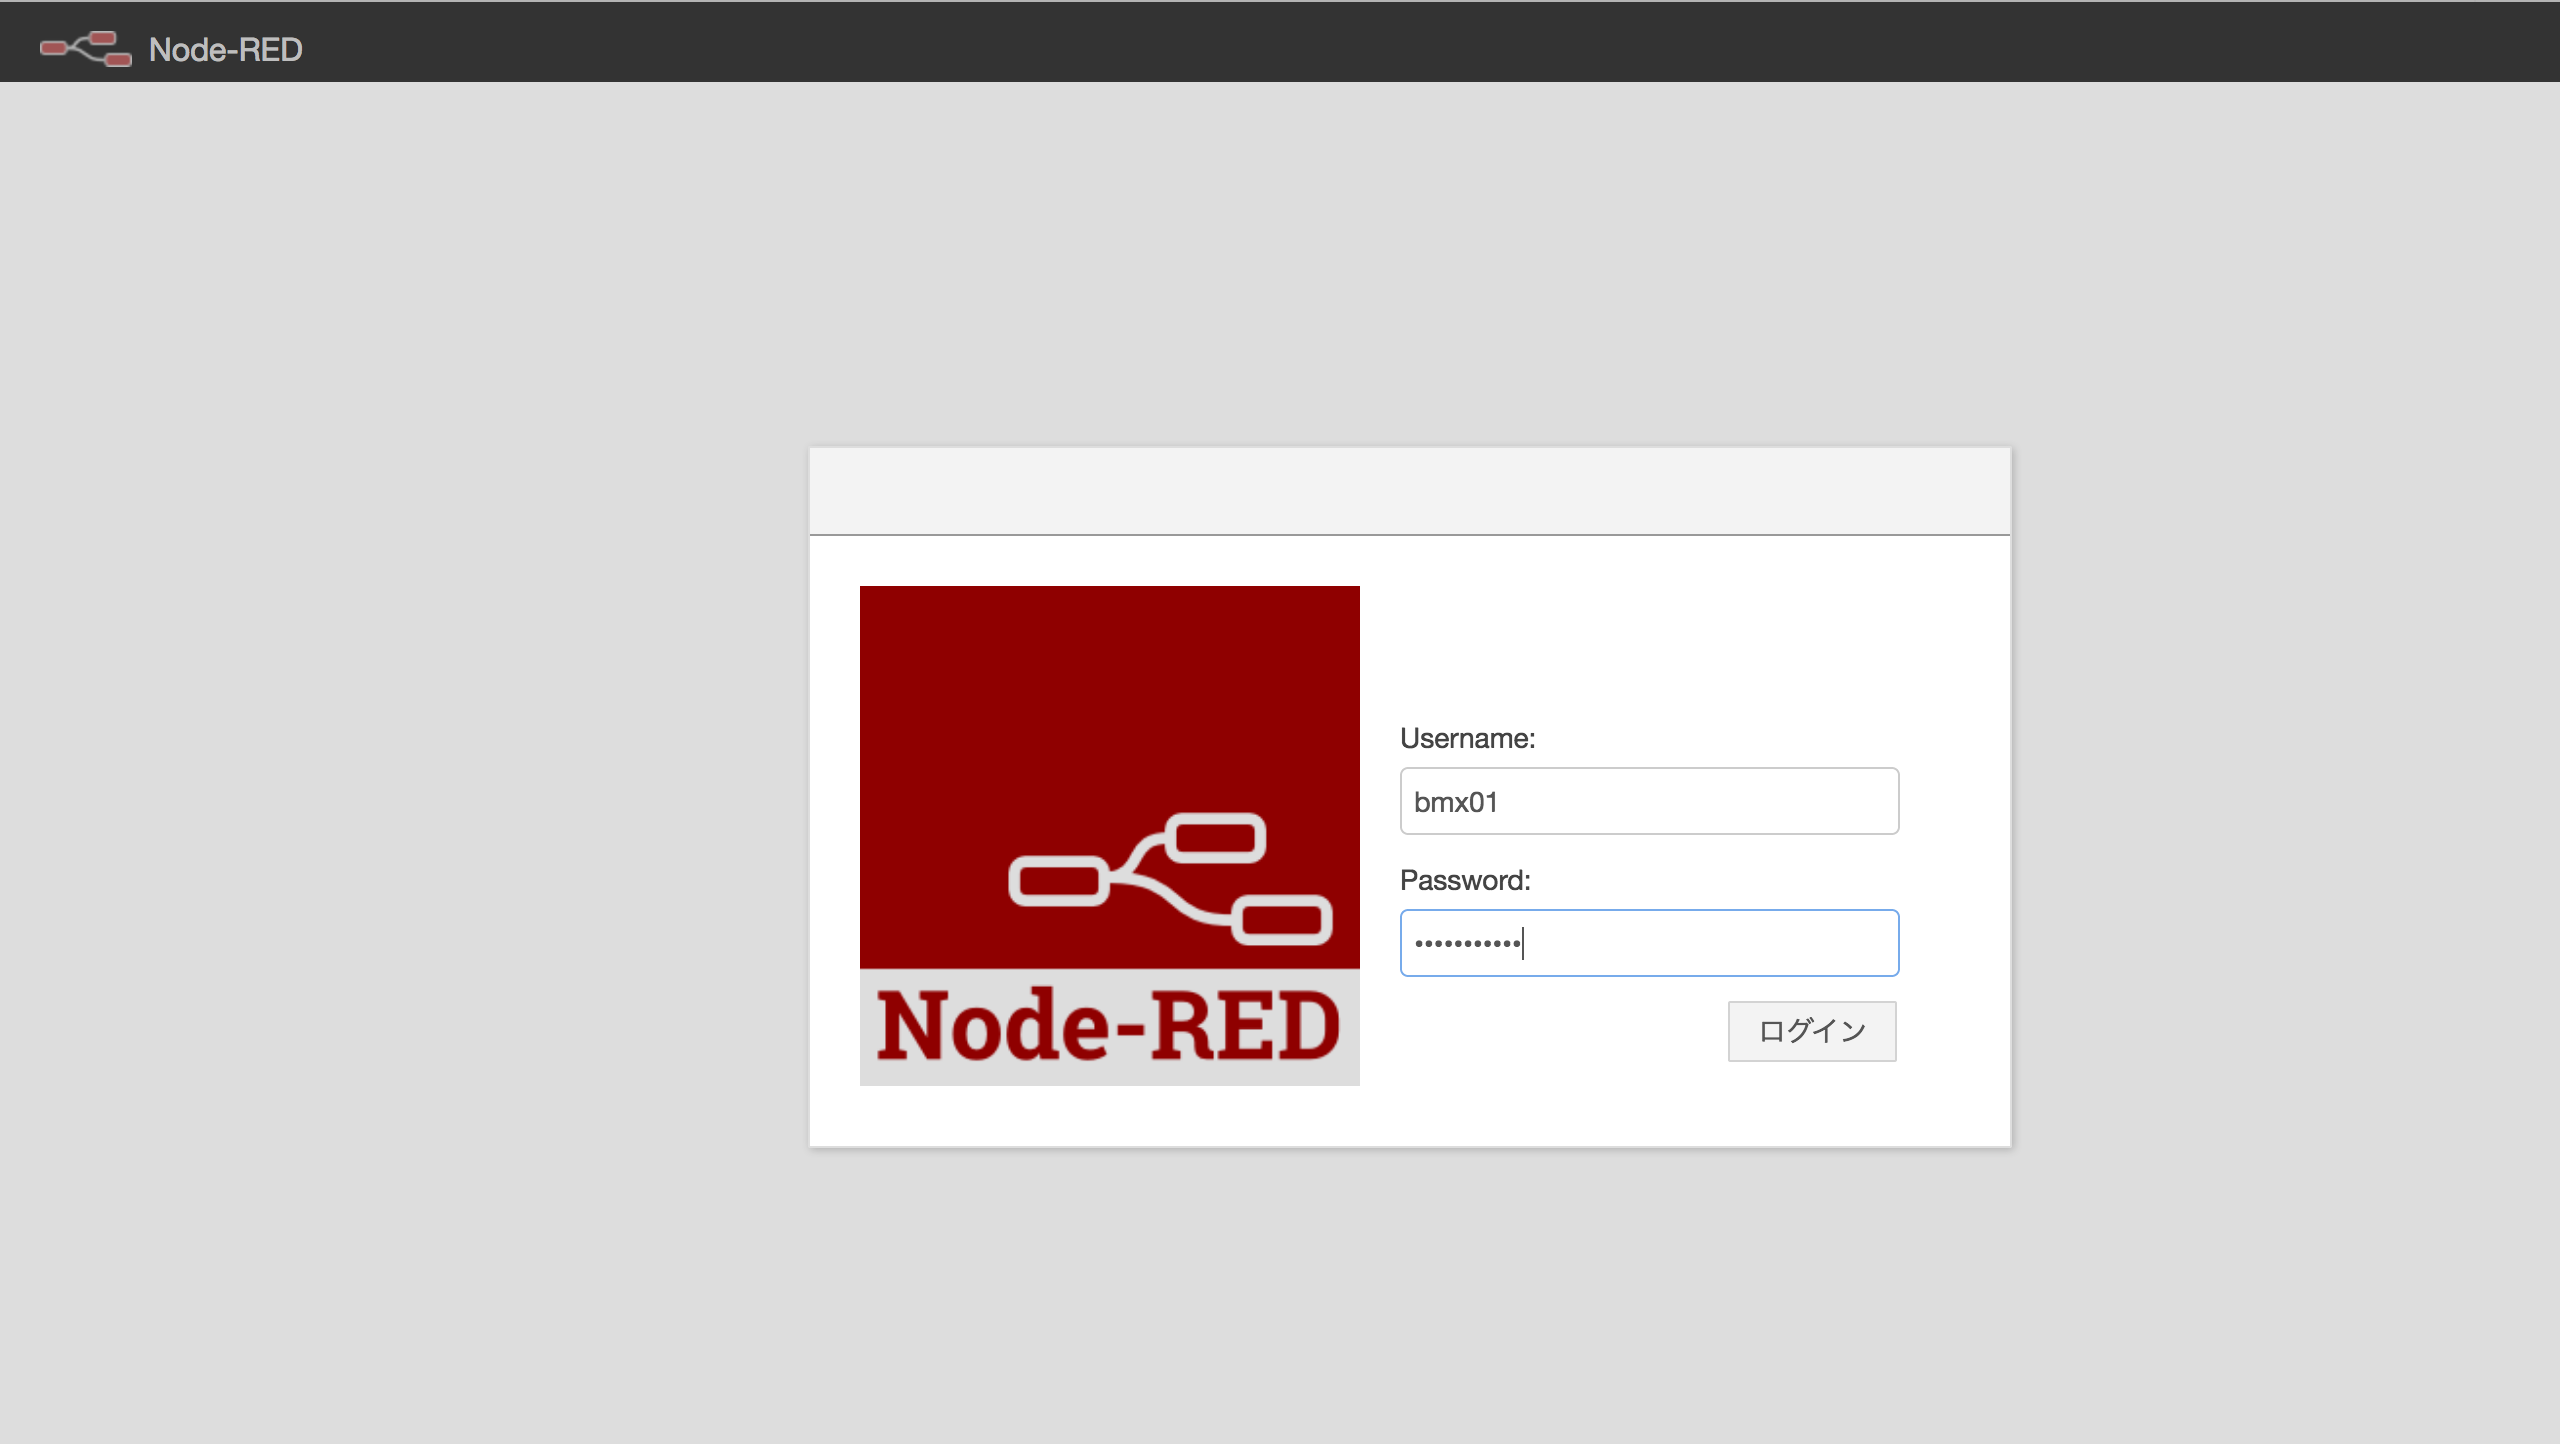 Node-RED
Node-RED
Username:
bmx01
Password:
•••••••••••
ログイン